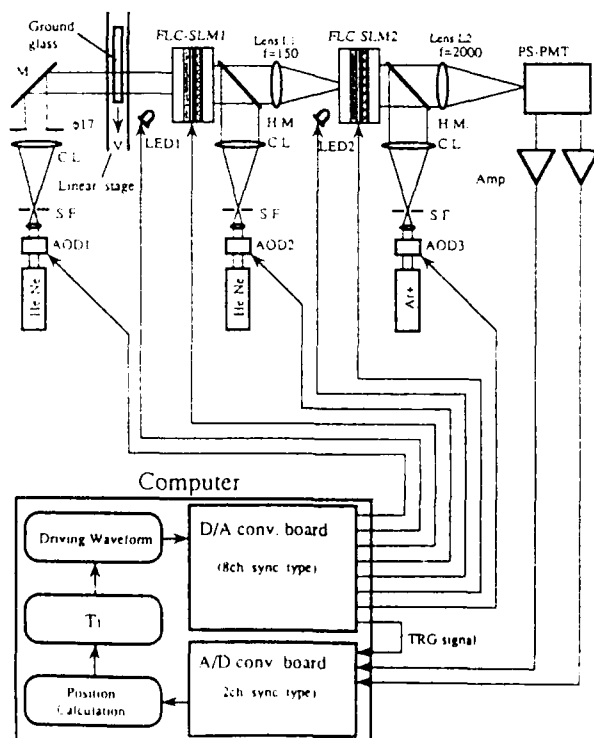 Ground
glass
FLC-SLM1
Lens L1
f=150
FLC SLM2
Lens L2
f=2000
PS-PMT
M
φ17
C L
V
LED1
Linear stage
H.M.
C L
LED2
H.M.
C L
Amp
S F
AOD1
He Ne
S F
AOD2
He Ne
S F
AOD3
Ar+
Computer
Driving Waveform
D/A conv. board
(8ch sync type)
T1
TRG signal
A/D conv. board
2ch sync type)
Position
Calculation